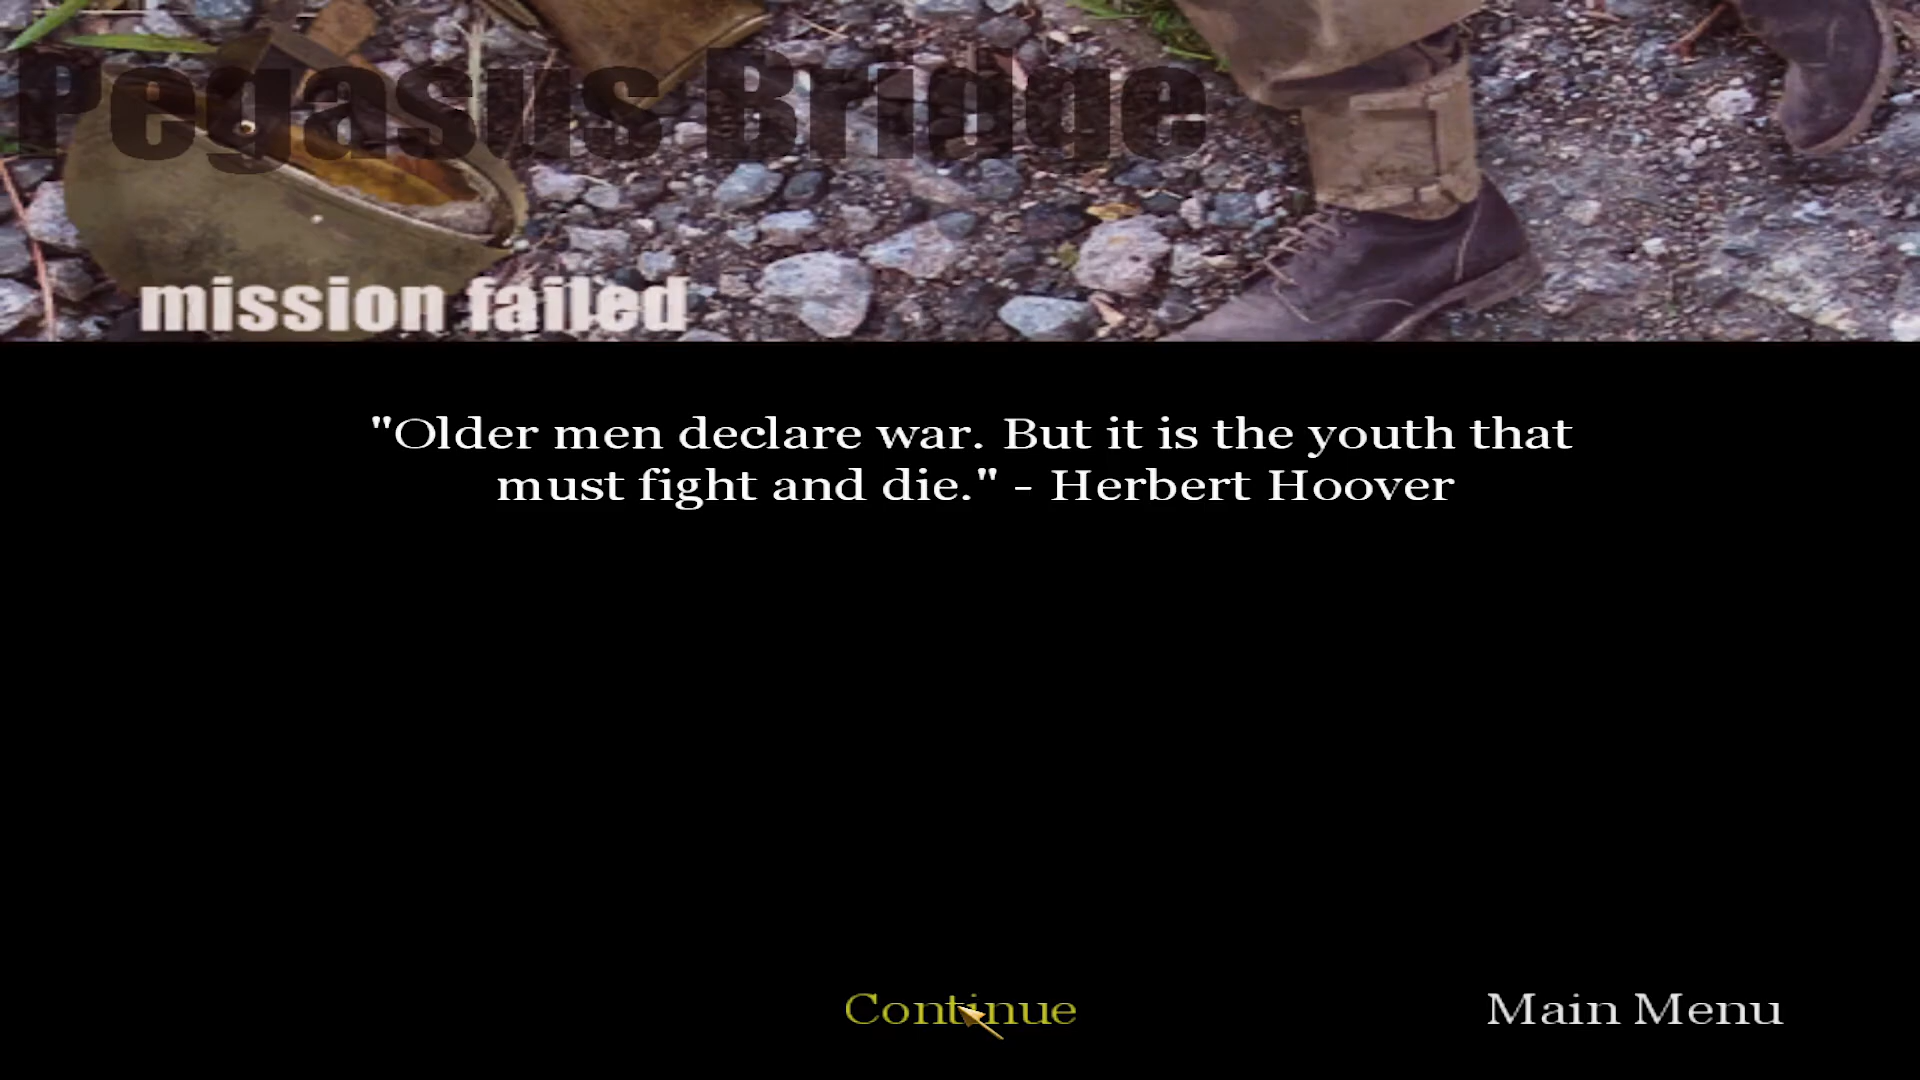 Pegasus Bridge
mission failed
"Older men declare war. But it is the youth that
must fight and die." - Herbert Hoover
Continue
Main Menu